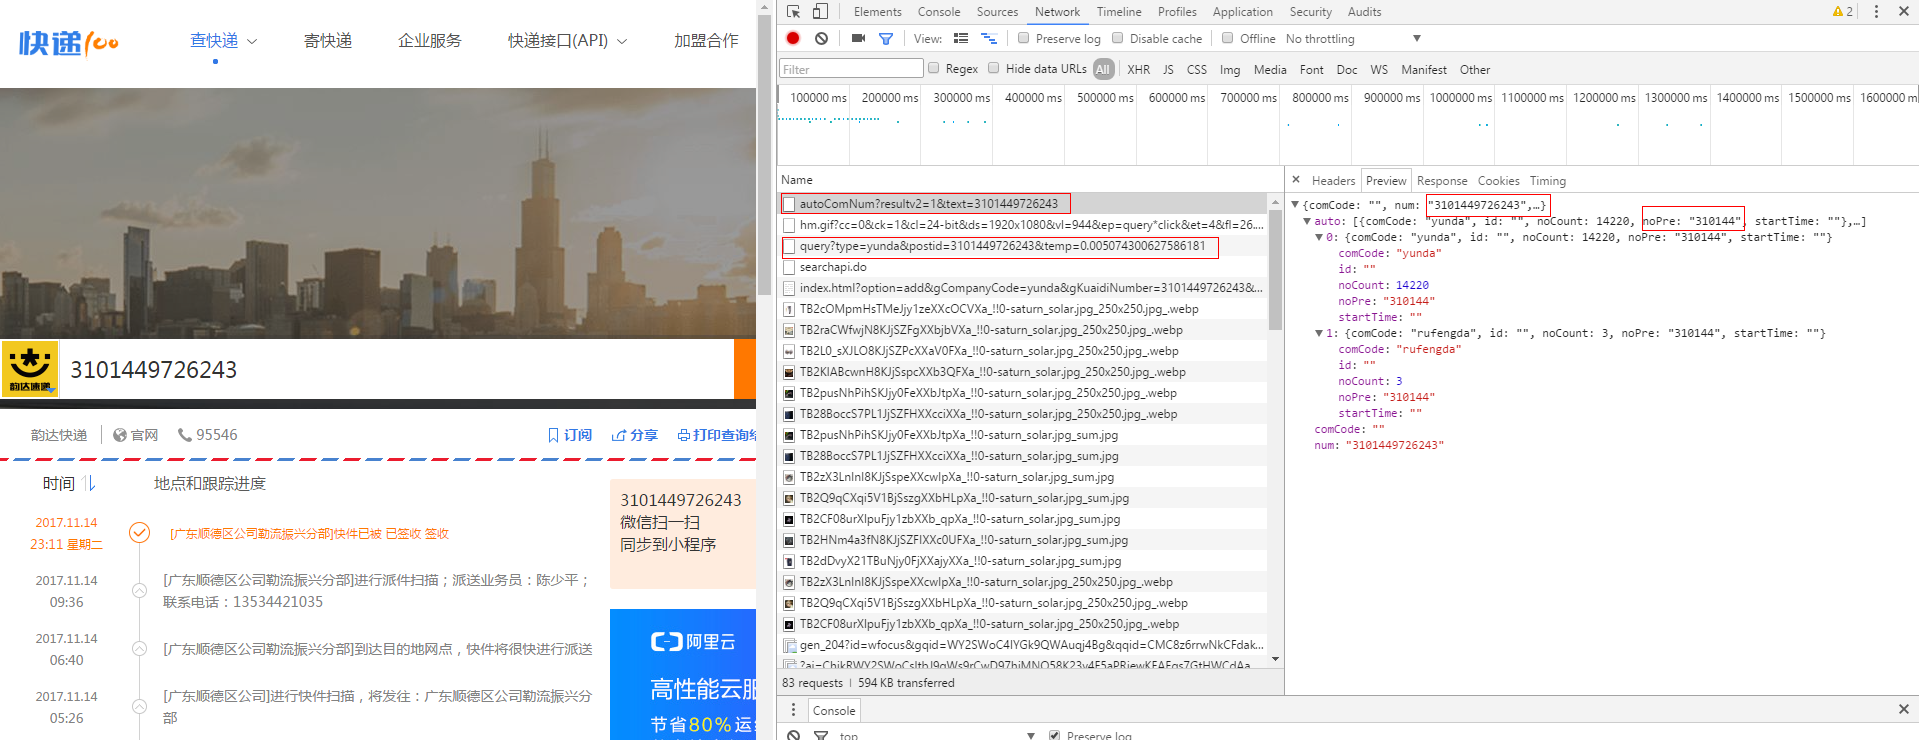 快递100
查快递
寄快递
企业服务
快递接口(API)
加盟合作
韵达速递
3101449726243
韵达快递
官网
95546
订阅
分享
打印查询结
时间
地点和跟踪进度
2017.11.14
23:11 星期二
[广东顺德区公司勒流振兴分部]快件已被 已签收 签收
2017.11.14
09:36
[广东顺德区公司勒流振兴分部]进行派件扫描；派送业务员：陈少平；
联系电话：13534421035
2017.11.14
06:40
[广东顺德区公司勒流振兴分部]到达目的地网点，快件将很快进行派送
2017.11.14
05:26
[广东顺德区公司]进行快件扫描，将发往：广东顺德区公司勒流振兴分
部
3101449726243
微信扫一扫
同步到小程序
阿里云
高性能云服
节省80%运
Elements Console Sources Network Timeline Profiles Application Security Audits
2
View:
Preserve log
Disable cache
Offline
No throttling
Filter
Regex
Hide data URLs
All XHR JS CSS Img Media Font Doc WS Manifest Other
100000 ms 200000 ms 300000 ms 400000 ms 500000 ms 600000 ms 700000 ms 800000 ms 900000 ms 1000000 ms 1100000 ms 1200000 ms 1300000 ms 1400000 ms 1500000 ms 1600000 m
Name
autoComNum?resultv2=1&text=3101449726243
hm.gif?cc=0&ck=1&cl=24-bit&ds=1920x1080&vl=944&ep=query*click&et=4&fl=26....
query?type=yunda&postid=3101449726243&temp=0.005074300627586181
searchapi.do
index.html?option=add&gCompanyCode=yunda&gKuaidiNumber=3101449726243&...
TB2cOMpmHsTMeJjy1zeXXcOCVXa_!!0-saturn_solar.jpg_250x250.jpg_.webp
TB2raCWfwjN8KJjSZFgXXbjbVXa_!!0-saturn_solar.jpg_250x250.jpg_.webp
TB2L0_sXJLO8KJjSZPcXXaV0FXa_!!0-saturn_solar.jpg_250x250.jpg_.webp
TB2KlABcwnH8KJjSspcXXb3QFXa_!!0-saturn_solar.jpg_250x250.jpg_.webp
TB2pusNhPihSKJjy0FeXXbJtpXa_!!0-saturn_solar.jpg_250x250.jpg_.webp
TB28BoccS7PL1JjSZFHXXcciXXa_!!0-saturn_solar.jpg_250x250.jpg_.webp
TB2pusNhPihSKJjy0FeXXbJtpXa_!!0-saturn_solar.jpg_sum.jpg
TB28BoccS7PL1JjSZFHXXcciXXa_!!0-saturn_solar.jpg_sum.jpg
TB2zX3LnInI8KJjSspeXXcwIpXa_!!0-saturn_solar.jpg_sum.jpg
TB2Q9qCXqi5V1BjSszgXXbHLpXa_!!0-saturn_solar.jpg_sum.jpg
TB2CF08urXlpuFjy1zbXXb_qpXa_!!0-saturn_solar.jpg_sum.jpg
TB2HNm4a3fN8KJjSZFIXXc0UFXa_!!0-saturn_solar.jpg_sum.jpg
TB2dDvyX21TBuNjy0FjXXajyXXa_!!0-saturn_solar.jpg_sum.jpg
TB2zX3LnInI8KJjSspeXXcwIpXa_!!0-saturn_solar.jpg_250x250.jpg_.webp
TB2Q9qCXqi5V1BjSszgXXbHLpXa_!!0-saturn_solar.jpg_250x250.jpg_.webp
TB2CF08urXlpuFjy1zbXXb_qpXa_!!0-saturn_solar.jpg_250x250.jpg_.webp
gen_204?id=wfocus&gqid=WY2SWoC4IYGk9QWAuqj4Bg&qqid=CMC8z6rrwNkCFdak...
83 requests | 594 KB transferred
Headers Preview Response Cookies Timing
{comCode: "", num: "3101449726243",…}
auto: [{comCode: "yunda", id: "", noCount: 14220, noPre: "310144", startTime: ""},…]
0: {comCode: "yunda", id: "", noCount: 14220, noPre: "310144", startTime: ""}
comCode: "yunda"
id: ""
noCount: 14220
noPre: "310144"
startTime: ""
1: {comCode: "rufengda", id: "", noCount: 3, noPre: "310144", startTime: ""}
comCode: "rufengda"
id: ""
noCount: 3
noPre: "310144"
startTime: ""
comCode: ""
num: "3101449726243"
Console
top
Preserve log